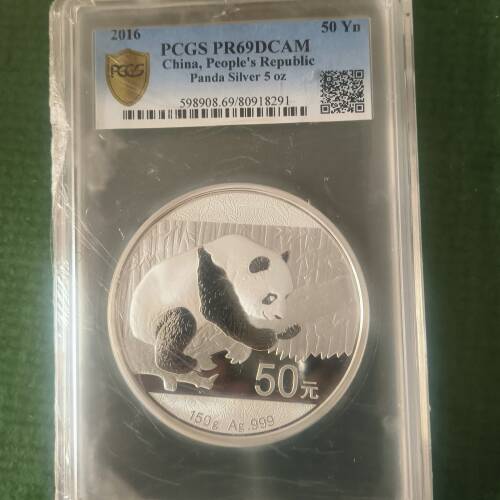 2016 50 Yn
PCGS PR69DCAM
China, People's Republic
Panda Silver 5 oz
PCGS
598908.69/80918291
50元
150g Ag.999